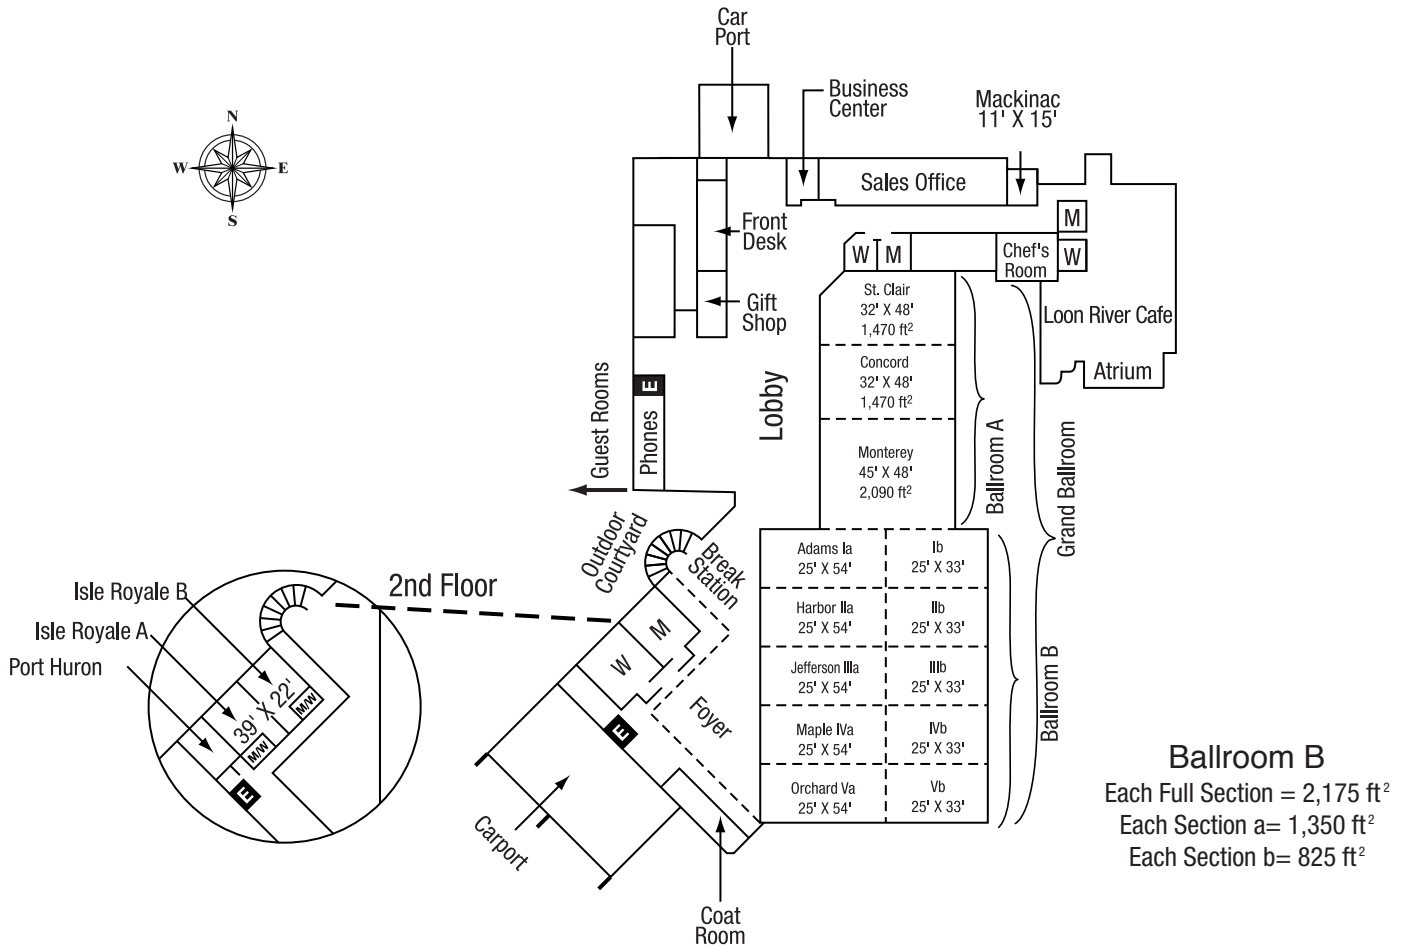 Car
Port
Business
Center
Mackinac
11' X 15'
N
W
E
S
Sales Office
Front
Desk
M
W
M
Chef's
Room
W
Gift
Shop
St. Clair
32' X 48'
1,470 ft²
Loon River Cafe
Concord
32' X 48'
1,470 ft²
Atrium
Lobby
Guest Rooms
E
Phones
Monterey
45' X 48'
2,090 ft²
Ballroom A
Grand Ballroom
Outdoor
Courtyard
Break
Station
Adams Ia
25' X 54'
Ib
25' X 33'
Harbor IIa
25' X 54'
IIb
25' X 33'
Jefferson IIIa
25' X 54'
IIIb
25' X 33'
Maple IVa
25' X 54'
IVb
25' X 33'
Orchard Va
25' X 54'
Vb
25' X 33'
Ballroom B
2nd Floor
Isle Royale B
Isle Royale A
Port Huron
39' X 22'
M/W
M/W
E
M
W
E
Foyer
Carport
Coat
Room
Ballroom B
Each Full Section = 2,175 ft²
Each Section a= 1,350 ft²
Each Section b= 825 ft²